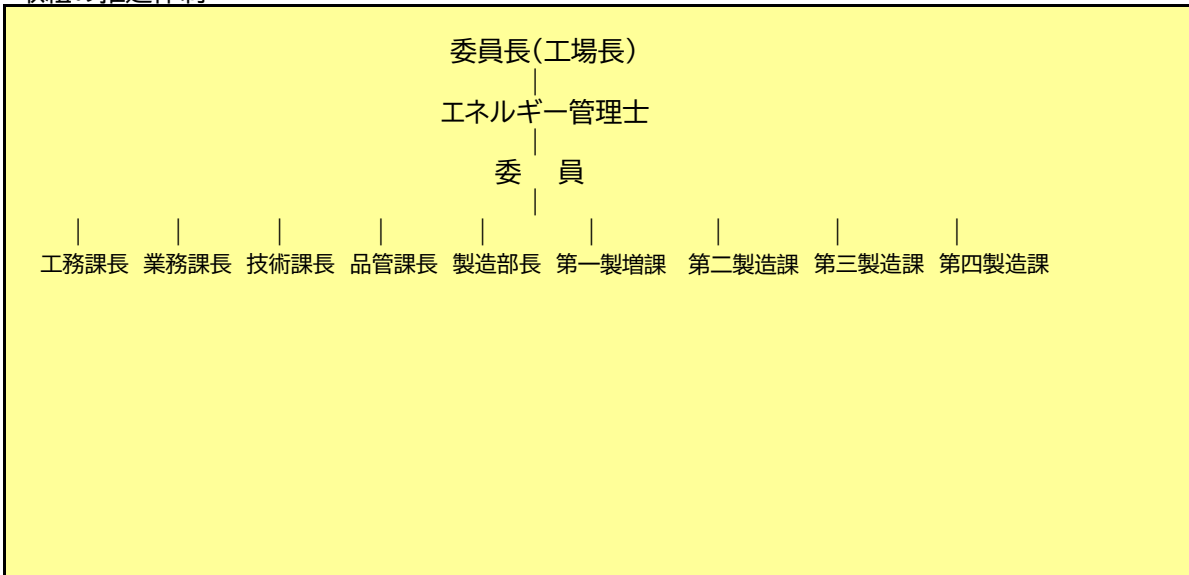 委員長(工場長)
エネルギー管理士
委　員
工務課長 業務課長 技術課長 品管課長 製造部長 第一製増課 第二製造課 第三製造課 第四製造課